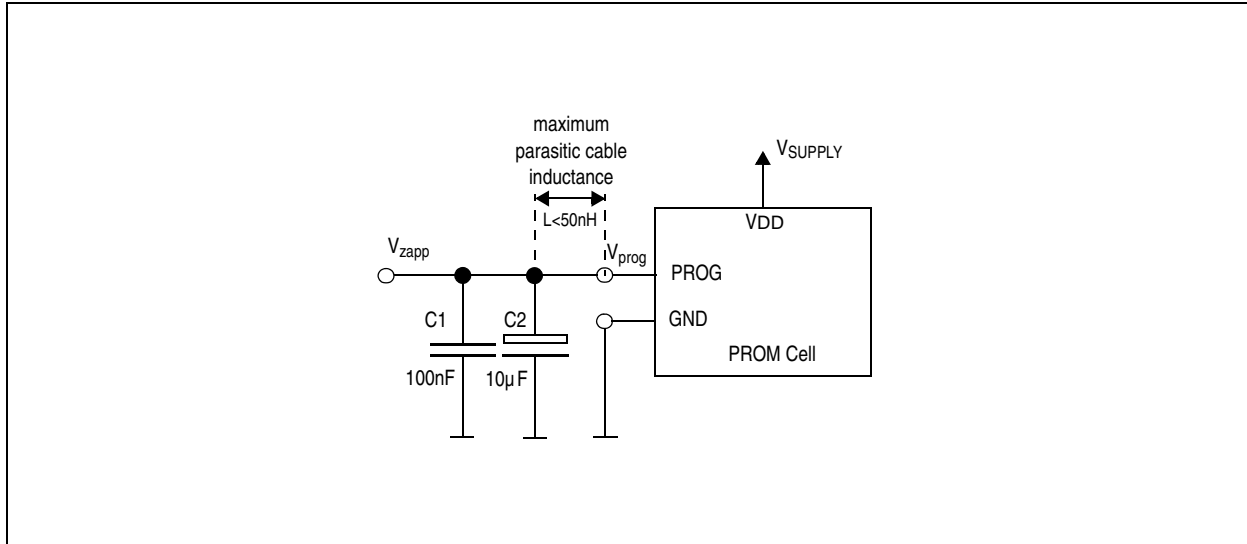 maximum
parasitic cable
inductance
L<50nH
VSUPPLY
VDD
Vzapp
Vprog
PROG
C1
C2
GND
PROM Cell
100nF
10µF